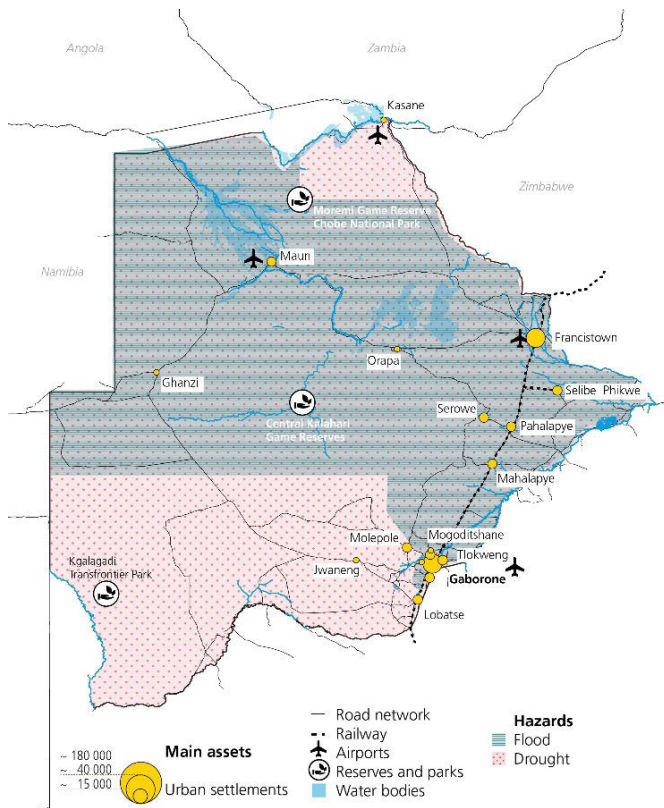 Angola
Zambia
Kasane
Zimbabwe
Moremi Game Reserve
Chobe National Park
Namibia
Maun
Francistown
Orapa
Ghanzi
Selibe Phikwe
Serowe
Central Kalahari
Game Reserves
Pahalapye
Mahalapye
Molepole
Mogoditshane
Tlokweng
Kgalagadi
Transfrontier Park
Jwaneng
Gaborone
Lobatse
Road network
Railway
Airports
Reserves and parks
Water bodies
Hazards
Flood
Drought
Main assets
~ 180 000
~ 40 000
~ 15 000
Urban settlements